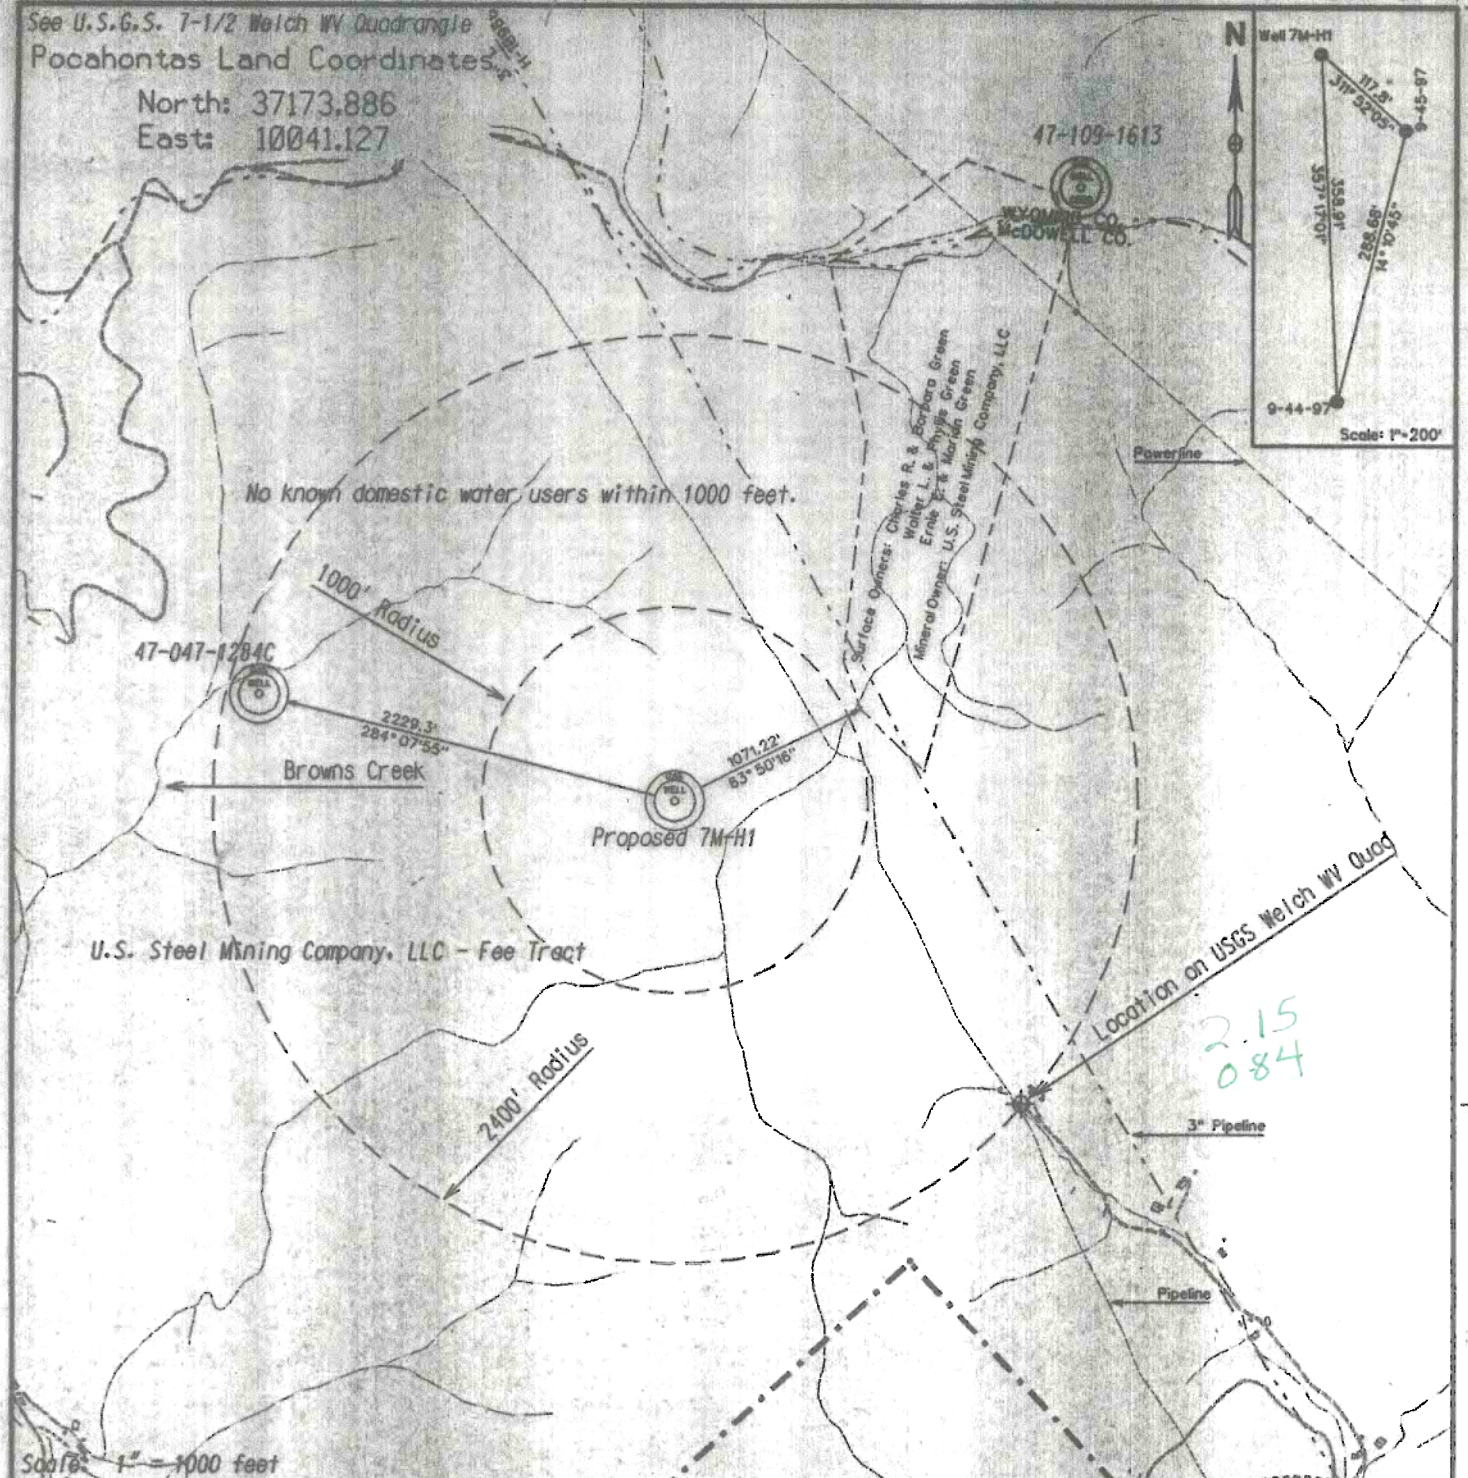 See U.S.G.S. 7-1/2 Welch WV Quadrangle
Pocahontas Land Coordinates
North: 37173.886
East: 10041.127
N
Well 7M-H1
117.8'
311° 52'05"
9-45-97
358.91'
357° 17'01"
288.68'
14° 10'45"
9-44-97
Scale: 1"=200'
47-109-1613
WYOMING CO.
McDOWELL CO.
Surface Owners: Charles R. & Barbara Green
Walter L. & Phyllis Green
Ernie E. & Marian Green
Mineral Owner: U.S. Steel Mining Company, LLC
Powerline
No known domestic water users within 1000 feet.
1000' Radius
47-047-1284C
WELL
2229.3'
284° 07'55"
1071.22'
63° 50'16"
Browns Creek
GAS
WELL
Proposed 7M-H1
Location on USGS Welch WV Quad
U.S. Steel Mining Company, LLC - Fee Tract
2.15
084
2400' Radius
3" Pipeline
Pipeline
Scale: 1" = 1000 feet